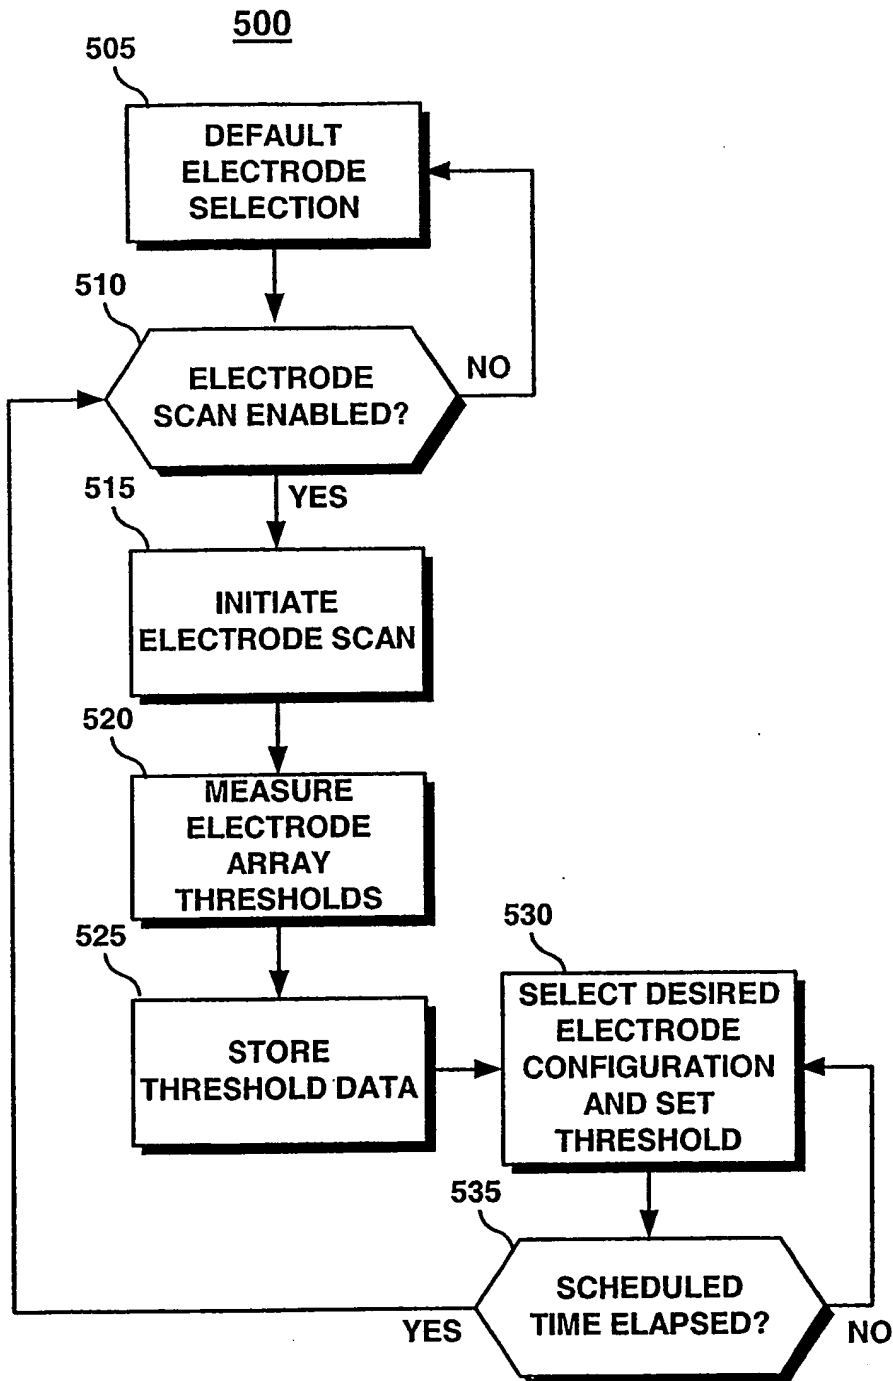 500
505
DEFAULT
ELECTRODE
SELECTION
510
ELECTRODE
SCAN ENABLED?
NO
YES
515
INITIATE
ELECTRODE SCAN
520
MEASURE
ELECTRODE
ARRAY
THRESHOLDS
525
STORE
THRESHOLD DATA
530
SELECT DESIRED
ELECTRODE
CONFIGURATION
AND SET
THRESHOLD
535
SCHEDULED
TIME ELAPSED?
YES
NO